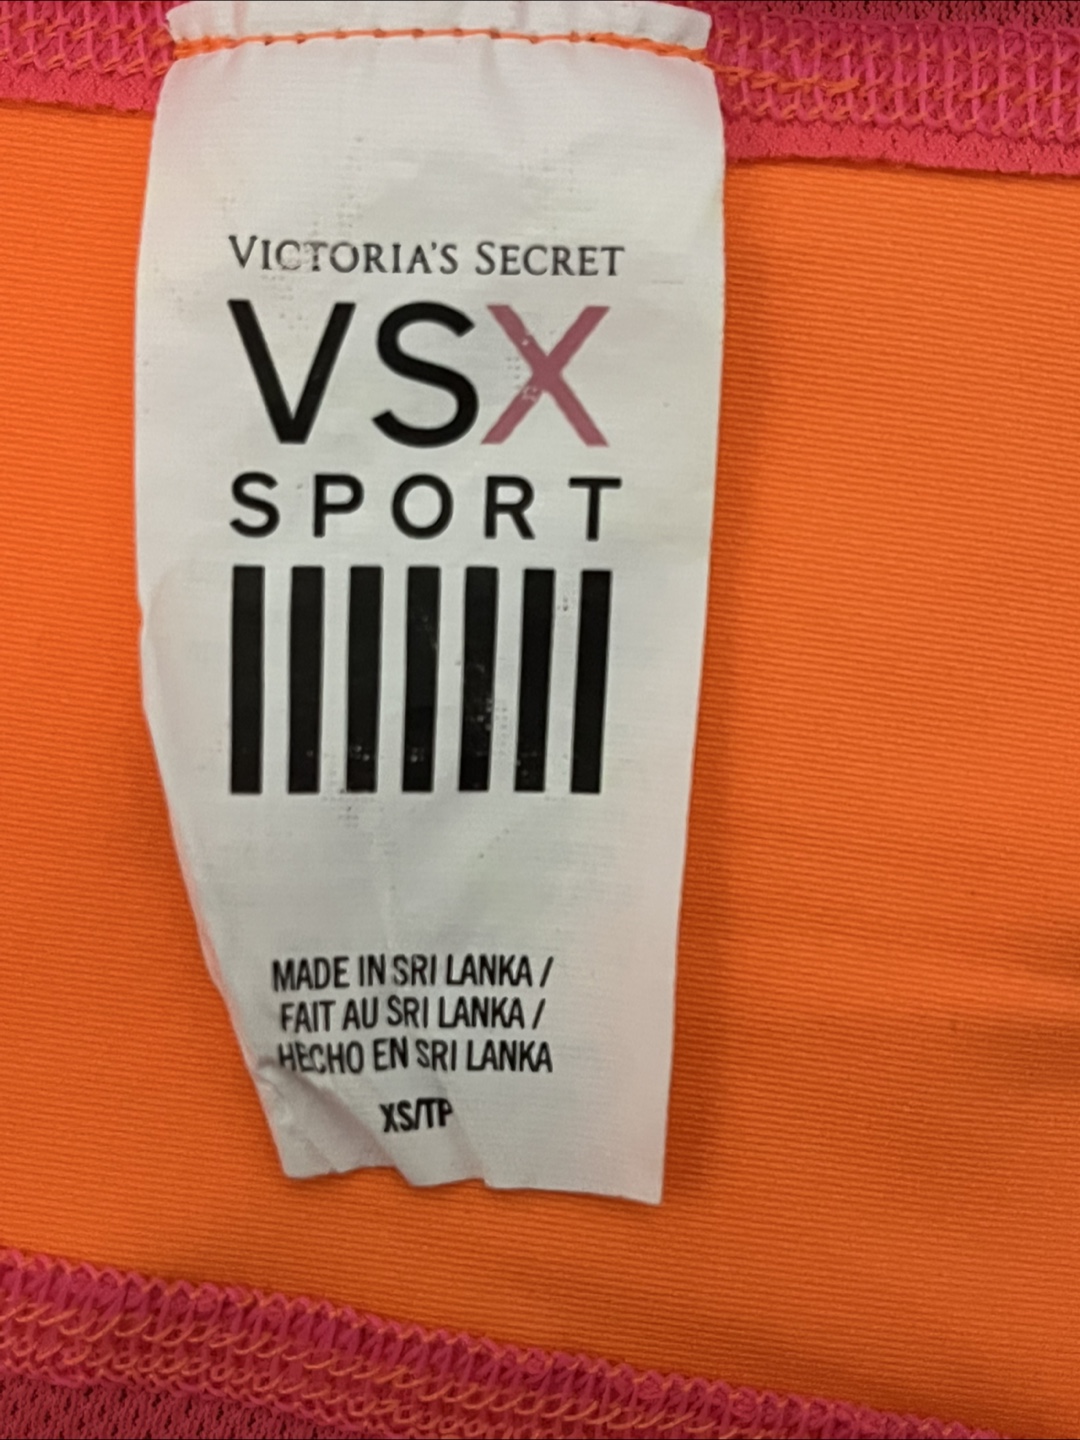 VICTORIA'S SECRET
VSX
SPORT
MADE IN SRI LANKA /
FAIT AU SRI LANKA /
HECHO EN SRI LANKA
XS/TP